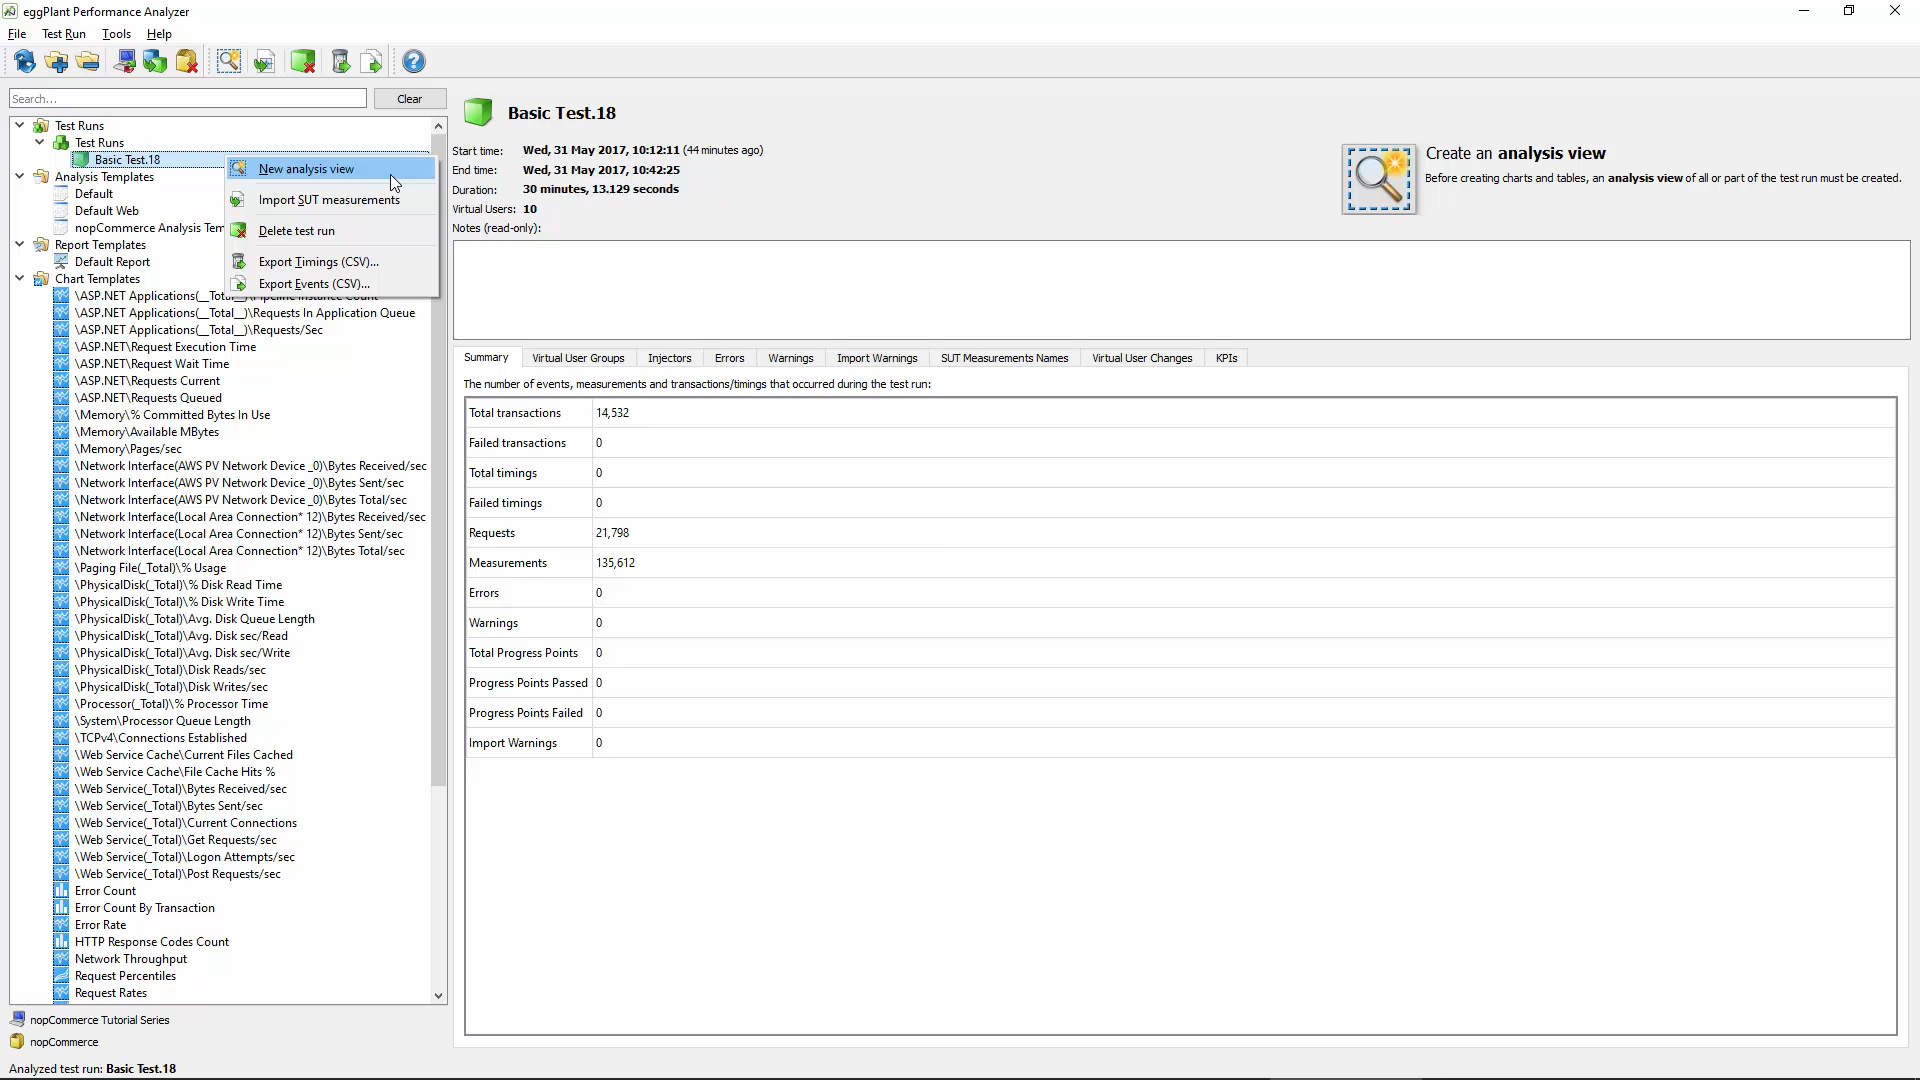 eggPlant Performance Analyzer
File Test Run Tools Help
Search... Clear
Test Runs
Test Runs
Basic Test.18
Analysis Templates
Default
Default Web
nopCommerce Analysis Tem
Report Templates
Default Report
Chart Templates
\ASP.NET Applications(__Total__)\Pipeline Instance Count
\ASP.NET Applications(__Total__)\Requests In Application Queue
\ASP.NET Applications(__Total__)\Requests/Sec
\ASP.NET\Request Execution Time
\ASP.NET\Request Wait Time
\ASP.NET\Requests Current
\ASP.NET\Requests Queued
\Memory\% Committed Bytes In Use
\Memory\Available MBytes
\Memory\Pages/sec
\Network Interface(AWS PV Network Device _0)\Bytes Received/sec
\Network Interface(AWS PV Network Device _0)\Bytes Sent/sec
\Network Interface(AWS PV Network Device _0)\Bytes Total/sec
\Network Interface(Local Area Connection* 12)\Bytes Received/sec
\Network Interface(Local Area Connection* 12)\Bytes Sent/sec
\Network Interface(Local Area Connection* 12)\Bytes Total/sec
\Paging File(_Total)\% Usage
\PhysicalDisk(_Total)\% Disk Read Time
\PhysicalDisk(_Total)\% Disk Write Time
\PhysicalDisk(_Total)\Avg. Disk Queue Length
\PhysicalDisk(_Total)\Avg. Disk sec/Read
\PhysicalDisk(_Total)\Avg. Disk sec/Write
\PhysicalDisk(_Total)\Disk Reads/sec
\PhysicalDisk(_Total)\Disk Writes/sec
\Processor(_Total)\% Processor Time
\System\Processor Queue Length
\TCPv4\Connections Established
\Web Service Cache\Current Files Cached
\Web Service Cache\File Cache Hits %
\Web Service(_Total)\Bytes Received/sec
\Web Service(_Total)\Bytes Sent/sec
\Web Service(_Total)\Current Connections
\Web Service(_Total)\Get Requests/sec
\Web Service(_Total)\Logon Attempts/sec
\Web Service(_Total)\Post Requests/sec
Error Count
Error Count By Transaction
Error Rate
HTTP Response Codes Count
Network Throughput
Request Percentiles
Request Rates
nopCommerce Tutorial Series
nopCommerce
Analyzed test run: Basic Test.18
New analysis view
Import SUT measurements
Delete test run
Export Timings (CSV)...
Export Events (CSV)...
Basic Test.18
Start time: Wed, 31 May 2017, 10:12:11 (44 minutes ago)
End time: Wed, 31 May 2017, 10:42:25
Duration: 30 minutes, 13.129 seconds
Virtual Users: 10
Notes (read-only):
Create an analysis view
Before creating charts and tables, an analysis view of all or part of the test run must be created.
Summary Virtual User Groups Injectors Errors Warnings Import Warnings SUT Measurements Names Virtual User Changes KPIs
The number of events, measurements and transactions/timings that occurred during the test run:
Total transactions 14,532
Failed transactions 0
Total timings 0
Failed timings 0
Requests 21,798
Measurements 135,612
Errors 0
Warnings 0
Total Progress Points 0
Progress Points Passed 0
Progress Points Failed 0
Import Warnings 0